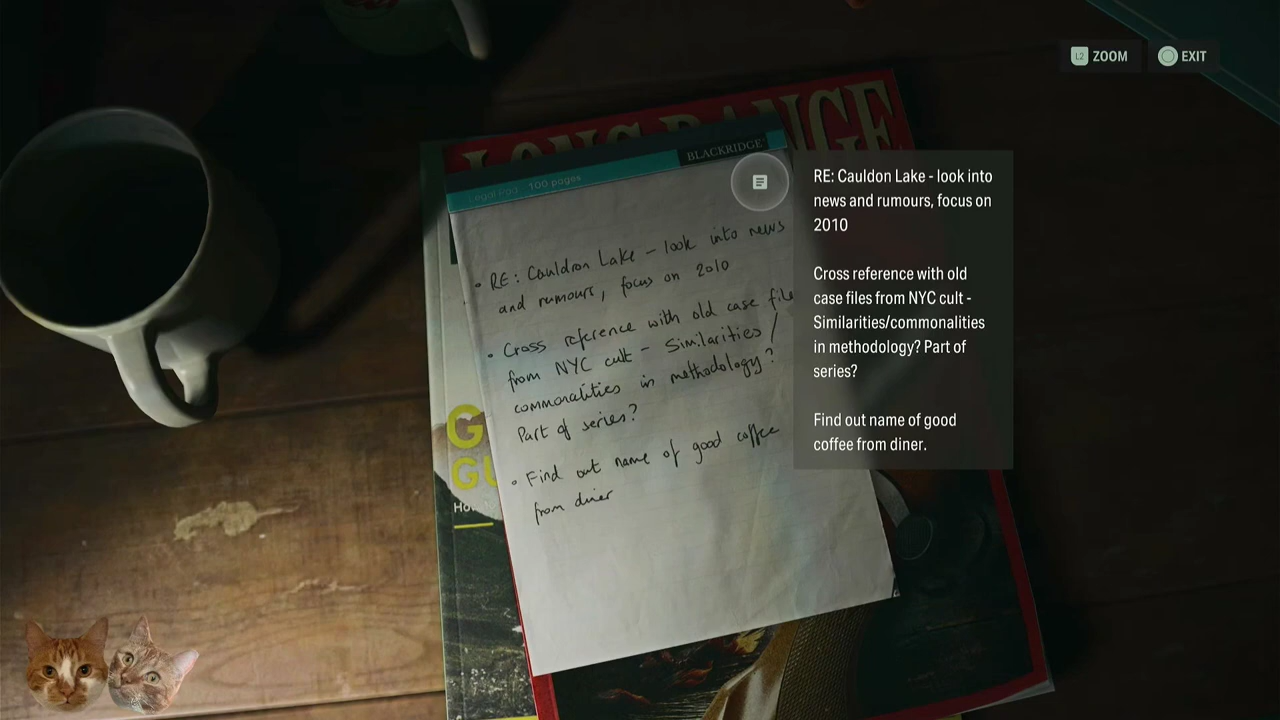 L2 ZOOM
EXIT
LONG RANGE
BLACKRIDGE
Legal Pad 100 pages
• RE: Cauldron Lake - look into news
and rumours, focus on 2010
• Cross reference with old case file
from NYC cult - Similarities /
commonalities in methodology?
Part of series?
• Find out name of good coffee
from diner
RE: Cauldon Lake - look into
news and rumours, focus on
2010
Cross reference with old
case files from NYC cult -
Similarities/commonalities
in methodology? Part of
series?
Find out name of good
coffee from diner.